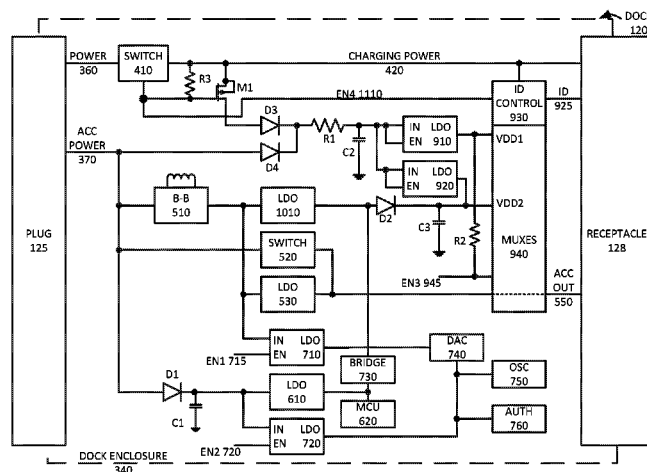 DOCK
120
POWER
360
SWITCH
410
CHARGING POWER
420
R3
M1
EN4 1110
ID
CONTROL
930
ID
925
D3
ACC
POWER
370
D4
R1
C2
IN LDO
EN 910
VDD1
IN LDO
EN 920
B-B
510
LDO
1010
D2
C3
VDD2
R2
MUXES
940
PLUG
125
RECEPTACLE
128
SWITCH
520
EN3 945
ACC
OUT
550
LDO
530
IN LDO
EN 710
EN1 715
DAC
740
BRIDGE
730
OSC
750
D1
C1
LDO
610
MCU
620
AUTH
760
IN LDO
EN 720
EN2 720
DOCK ENCLOSURE
340